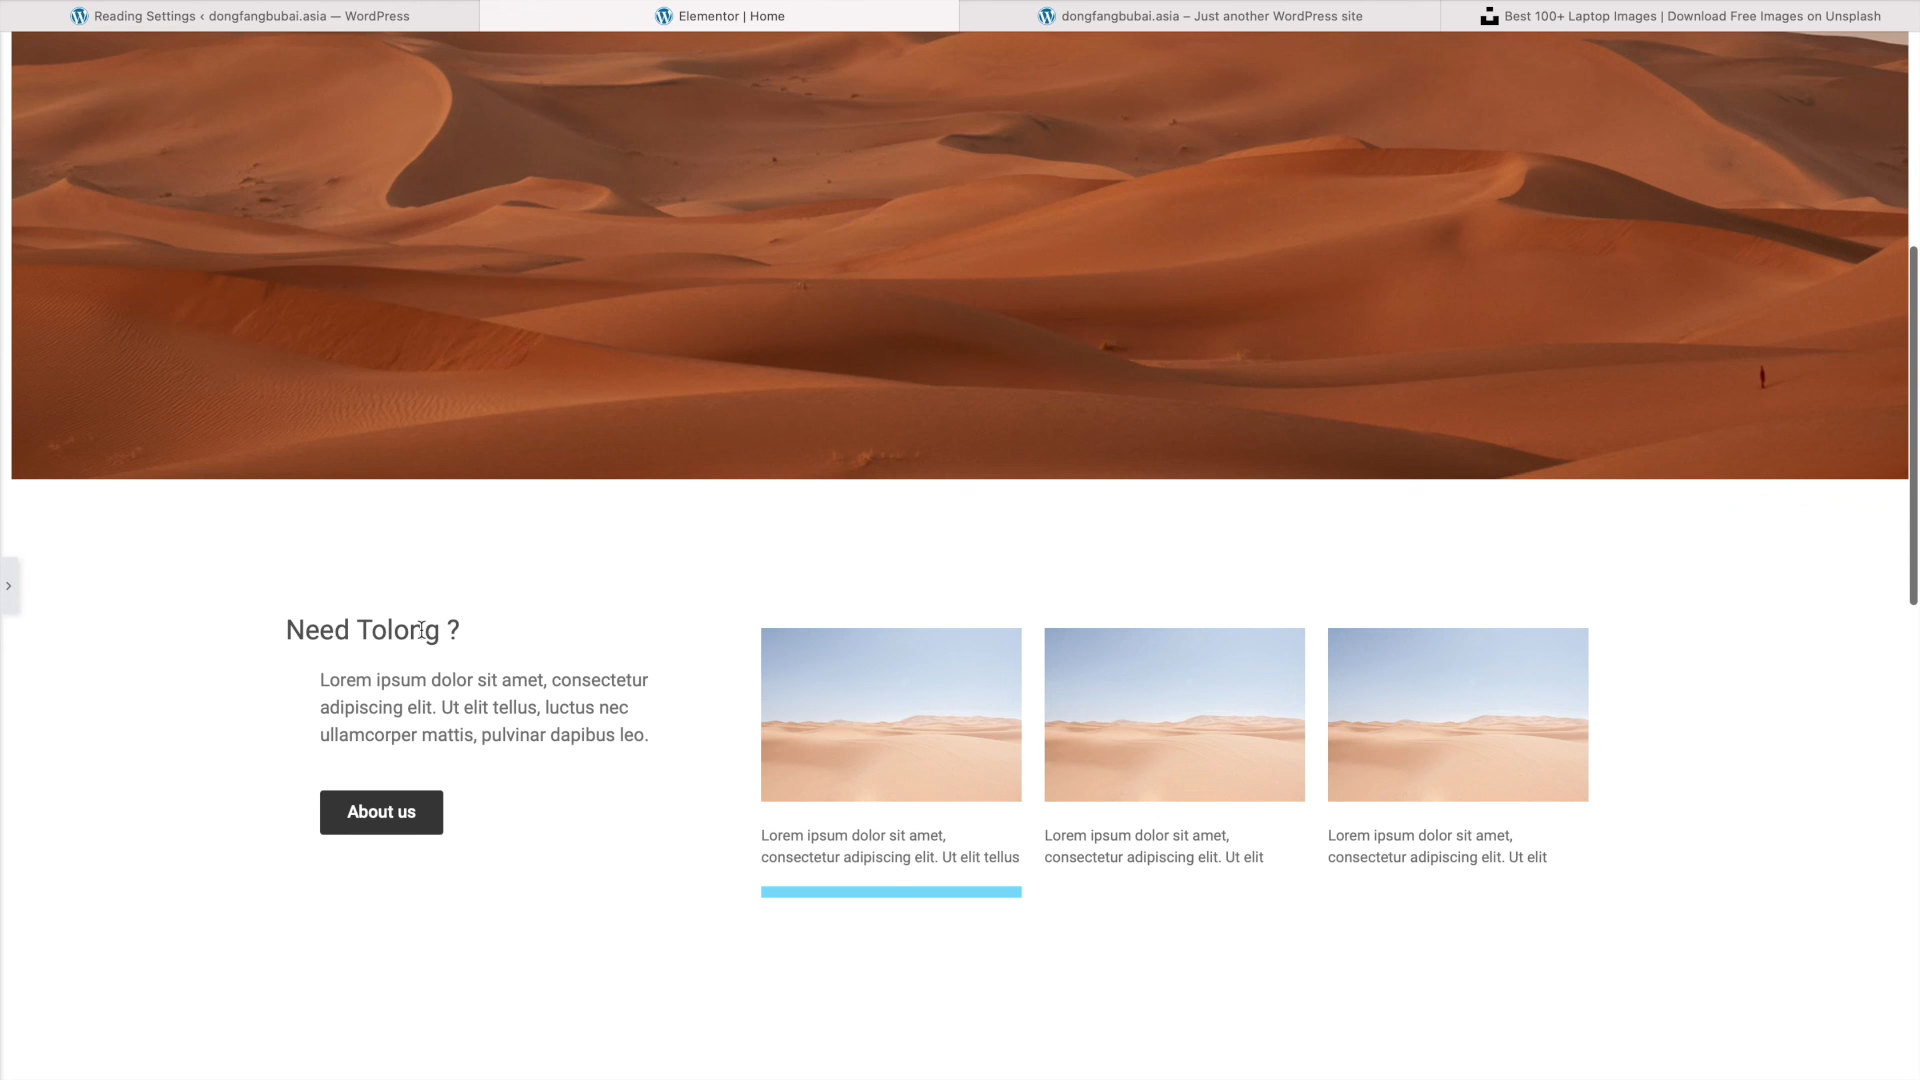 Reading Settings ‹ dongfangbubai.asia — WordPress
Elementor | Home
dongfangbubai.asia – Just another WordPress site
Best 100+ Laptop Images | Download Free Images on Unsplash
Need Tolong ?
Lorem ipsum dolor sit amet, consectetur
adipiscing elit. Ut elit tellus, luctus nec
ullamcorper mattis, pulvinar dapibus leo.
About us
Lorem ipsum dolor sit amet,
consectetur adipiscing elit. Ut elit tellus
Lorem ipsum dolor sit amet,
consectetur adipiscing elit. Ut elit
Lorem ipsum dolor sit amet,
consectetur adipiscing elit. Ut elit